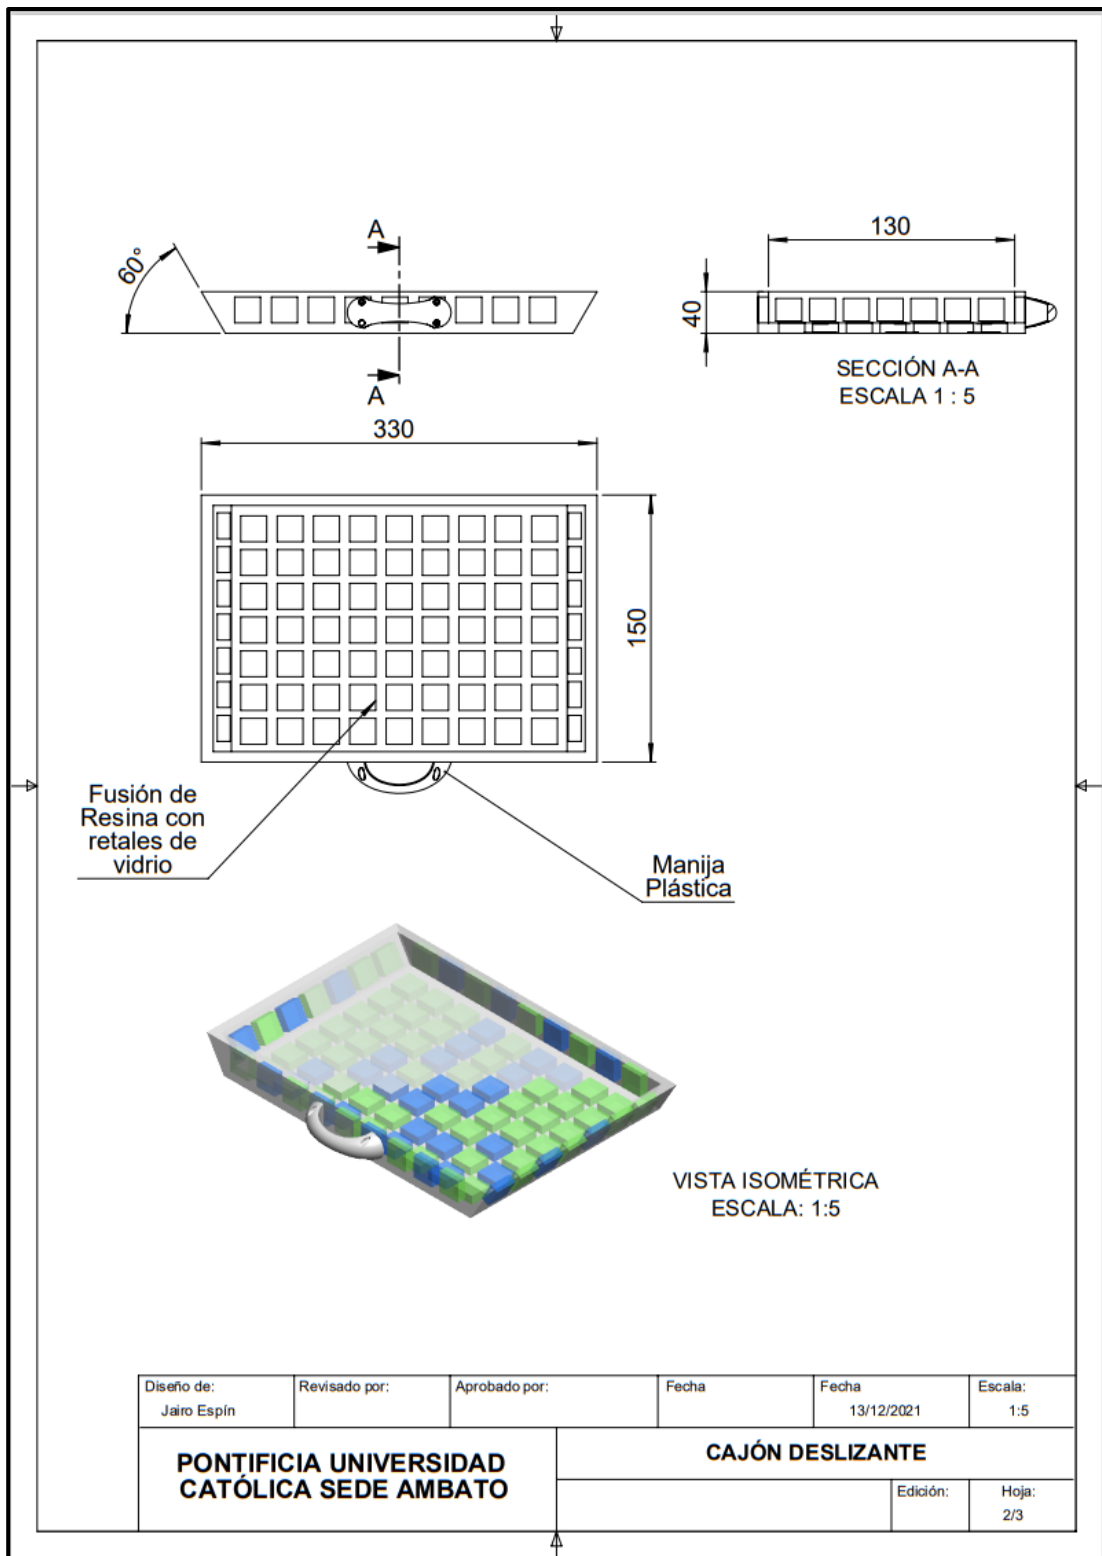 60°
A
A
130
40
SECCIÓN A-A
ESCALA 1 : 5
330
150
Fusión de
Resina con
retales de
vidrio
Manija
Plástica
VISTA ISOMÉTRICA
ESCALA: 1:5
Diseño de:
Jairo Espín
Revisado por:
Aprobado por:
Fecha
Fecha
13/12/2021
Escala:
1:5
PONTIFICIA UNIVERSIDAD
CATÓLICA SEDE AMBATO
CAJÓN DESLIZANTE
Edición:
Hoja:
2/3